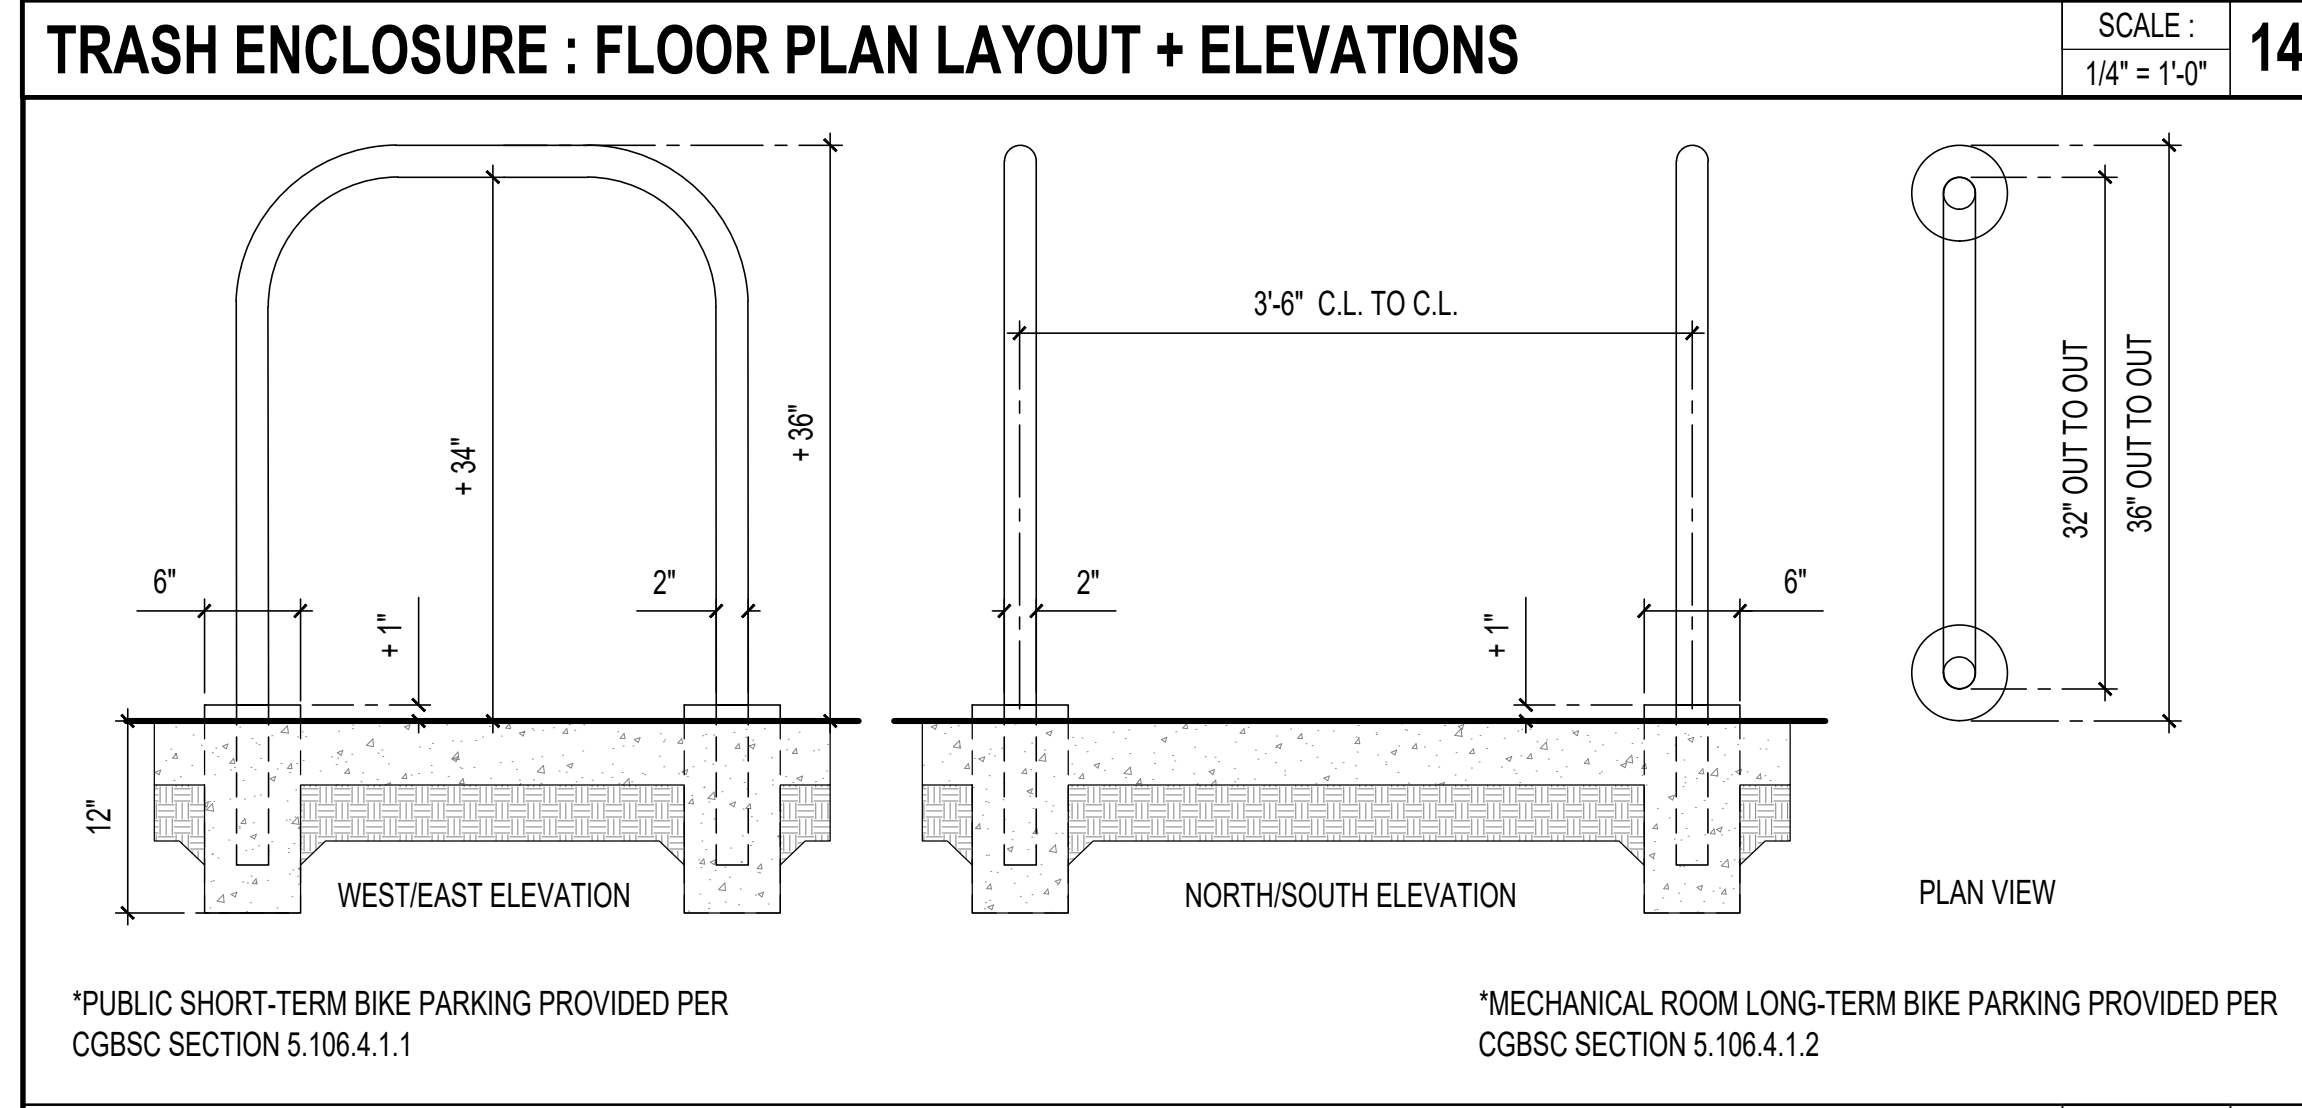 TRASH ENCLOSURE : FLOOR PLAN LAYOUT + ELEVATIONS
SCALE :
1/4" = 1'-0"
14
+ 34"
+ 36"
6"
2"
+ 1"
12"
WEST/EAST ELEVATION
3'-6" C.L. TO C.L.
2"
+ 1"
6"
NORTH/SOUTH ELEVATION
32" OUT TO OUT
36" OUT TO OUT
PLAN VIEW
*PUBLIC SHORT-TERM BIKE PARKING PROVIDED PER
CGBSC SECTION 5.106.4.1.1
*MECHANICAL ROOM LONG-TERM BIKE PARKING PROVIDED PER
CGBSC SECTION 5.106.4.1.2